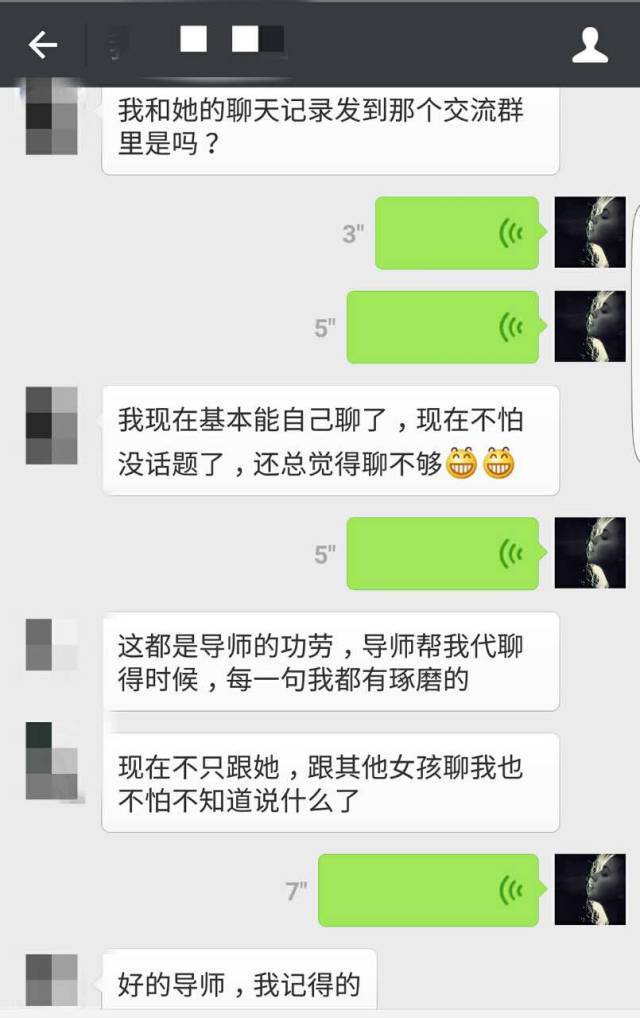 我和她的聊天记录发到那个交流群
里是吗？
3"
5"
我现在基本能自己聊了，现在不怕
没话题了，还总觉得聊不够😁😁
5"
这都是导师的功劳，导师帮我代聊
得时候，每一句我都有琢磨的
现在不只跟她，跟其他女孩聊我也
不怕不知道说什么了
7"
好的导师，我记得的